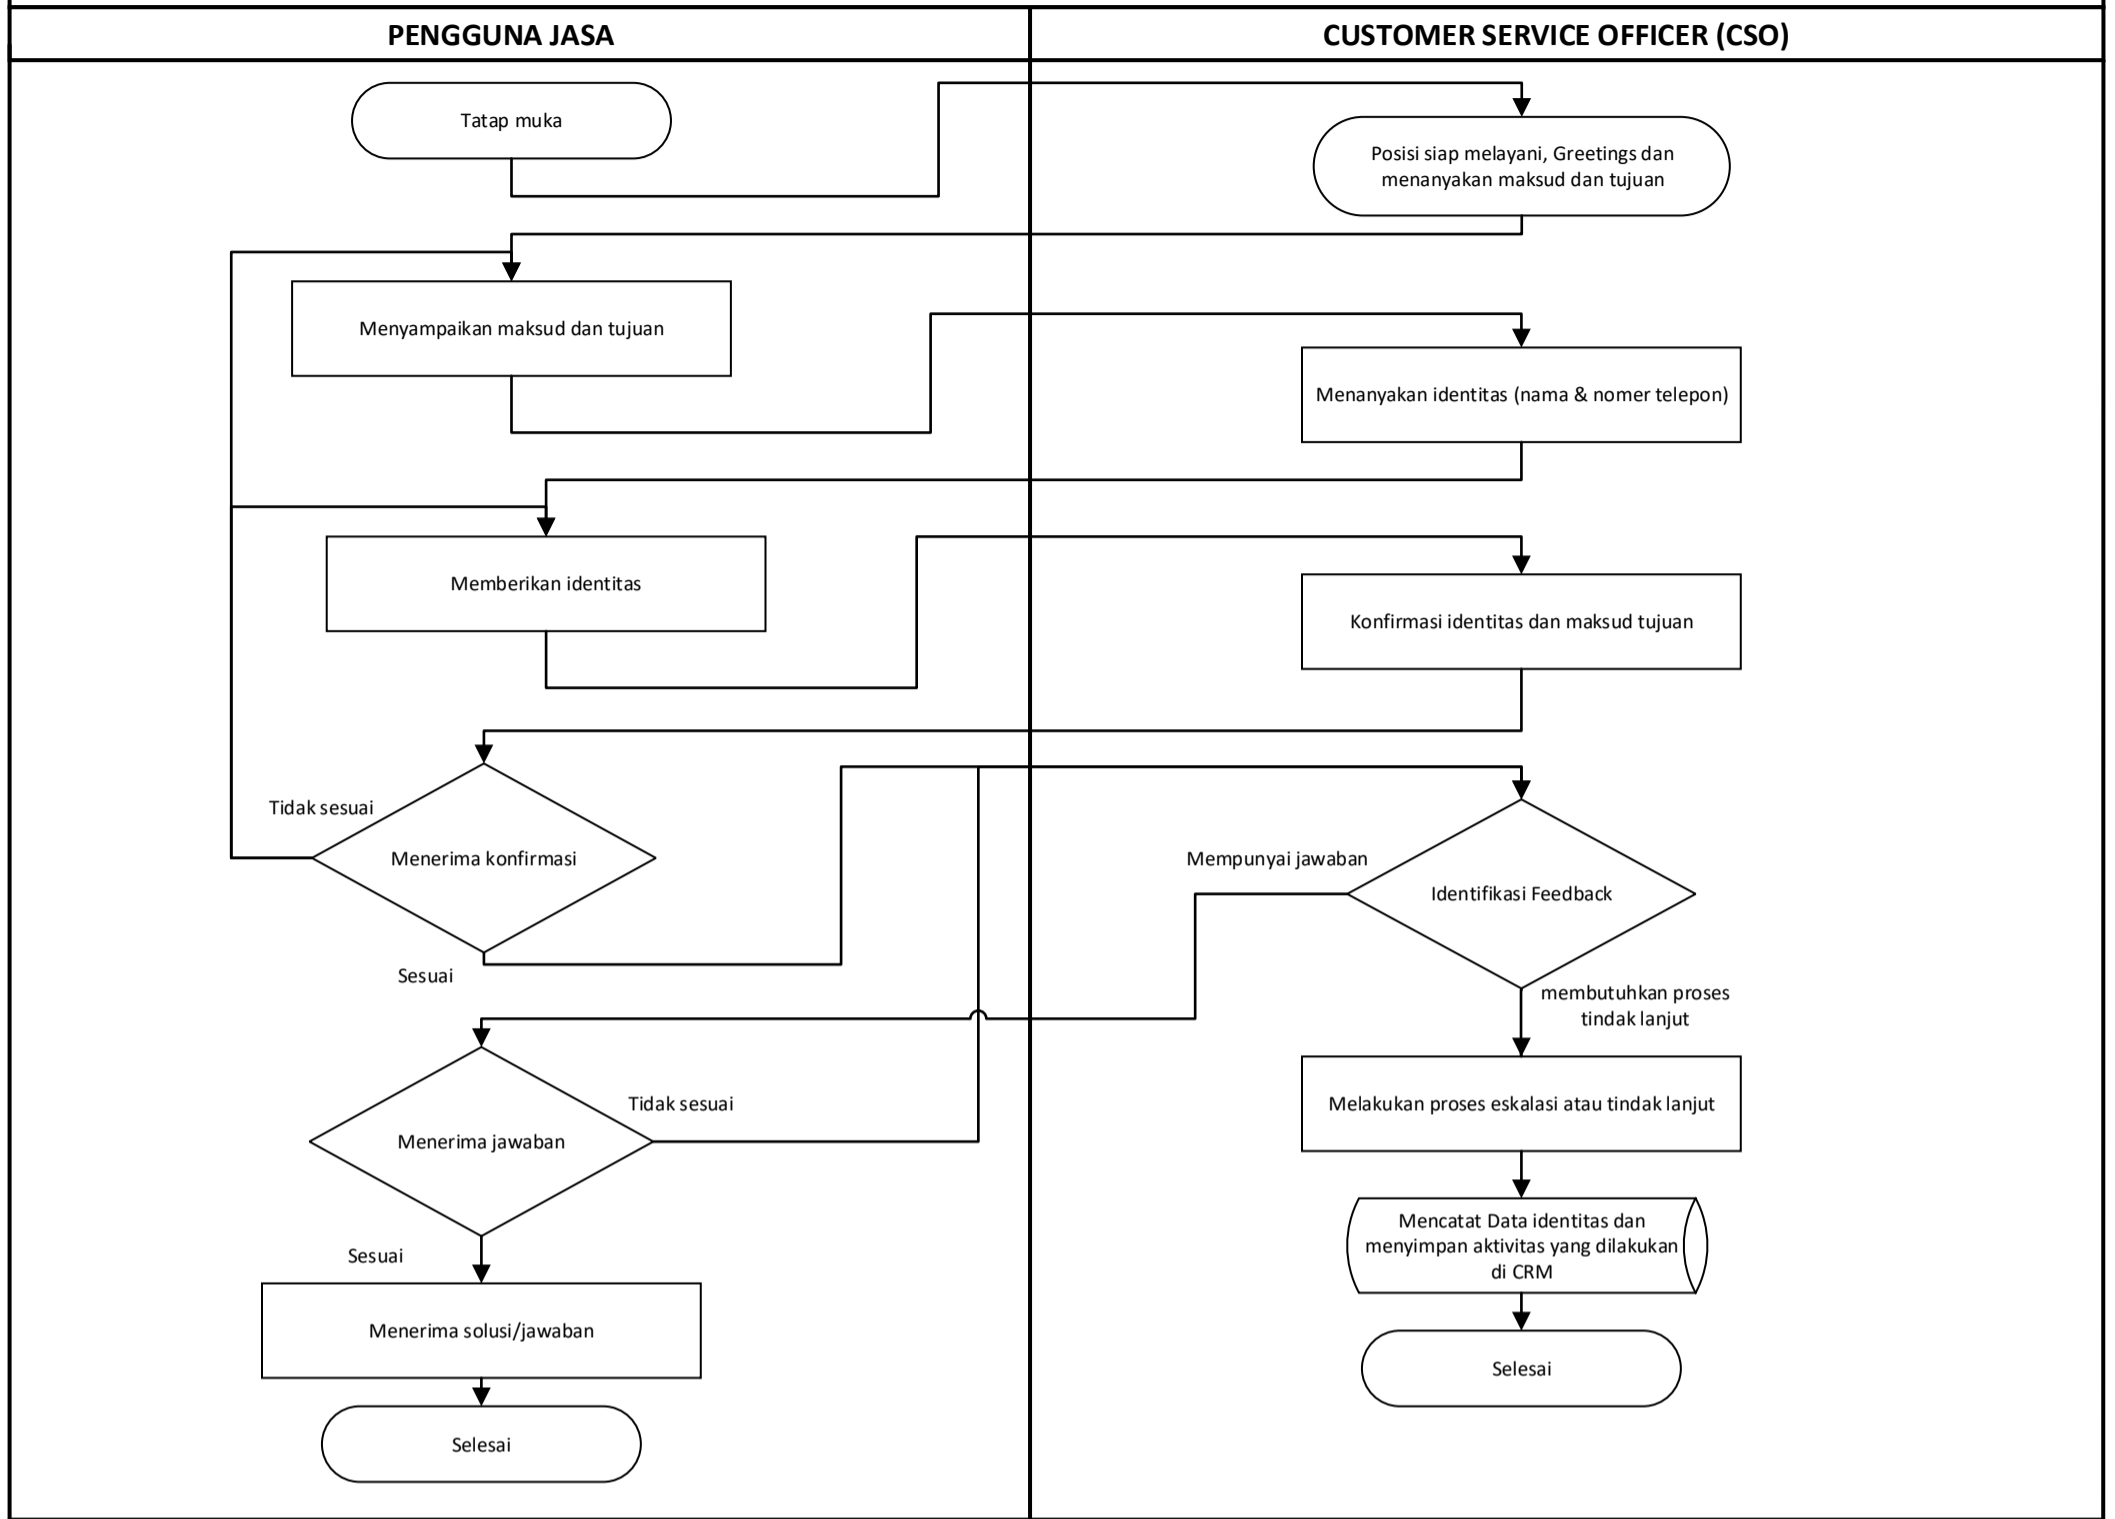 PENGGUNA JASA
CUSTOMER SERVICE OFFICER (CSO)
Tatap muka
Posisi siap melayani, Greetings dan
menanyakan maksud dan tujuan
Menyampaikan maksud dan tujuan
Menanyakan identitas (nama & nomer telepon)
Memberikan identitas
Konfirmasi identitas dan maksud tujuan
Tidak sesuai
Menerima konfirmasi
Sesuai
Mempunyai jawaban
Identifikasi Feedback
membutuhkan proses
tindak lanjut
Tidak sesuai
Menerima jawaban
Sesuai
Melakukan proses eskalasi atau tindak lanjut
Mencatat Data identitas dan
menyimpan aktivitas yang dilakukan
di CRM
Menerima solusi/jawaban
Selesai
Selesai